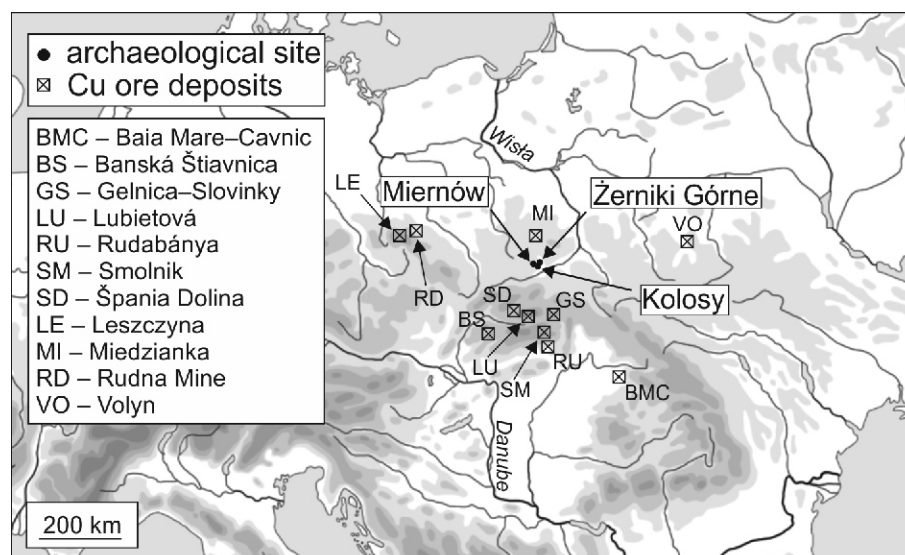 archaeological site
Cu ore deposits
BMC – Baia Mare–Cavnic
BS – Banská Štiavnica
GS – Gelnica–Slovinky
LU – Lubietová
RU – Rudabánya
SM – Smolnik
SD – Špania Dolina
LE – Leszczyna
MI – Miedzianka
RD – Rudna Mine
VO – Volyn
200 km
Wisła
LE
Miernów
Żerniki Górne
MI
VO
RD
Kolosy
SD
GS
BS
LU
SM
RU
BMC
Danube